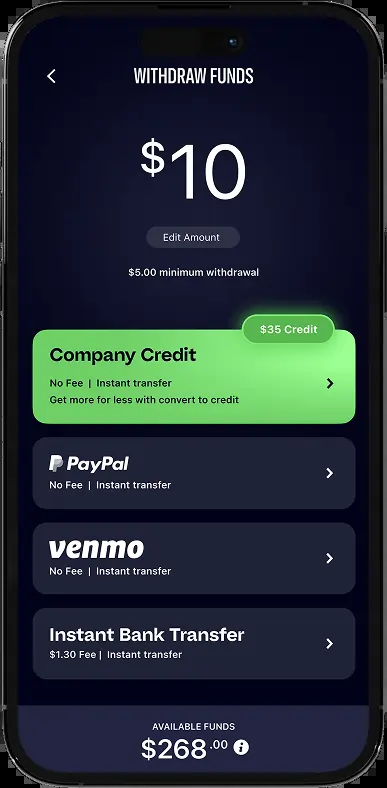 WITHDRAW FUNDS
$10
Edit Amount
$5.00 minimum withdrawal
$35 Credit
Company Credit
No Fee | Instant transfer
Get more for less with convert to credit
PayPal
No Fee | Instant transfer
venmo
No Fee | Instant transfer
Instant Bank Transfer
$1.30 Fee | Instant transfer
AVAILABLE FUNDS
$268.00